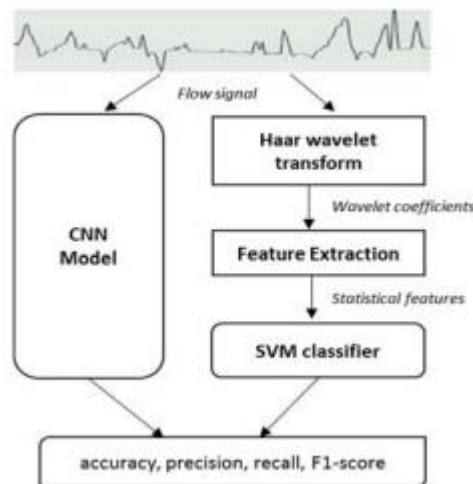 Flow signal
Haar wavelet
transform
Wavelet coefficients
CNN
Model
Feature Extraction
Statistical features
SVM classifier
accuracy, precision, recall, F1-score